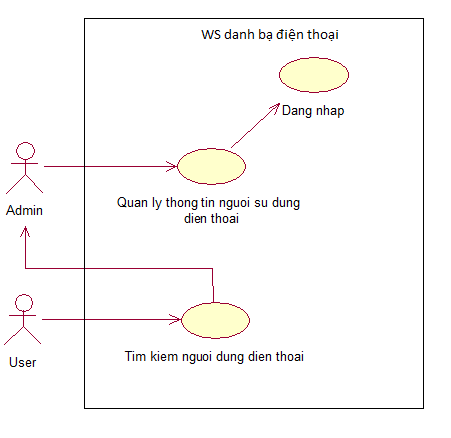 WS danh bạ điện thoại
Dang nhap
Quan ly thong tin nguoi su dung
dien thoai
Admin
Tim kiem nguoi dung dien thoai
User